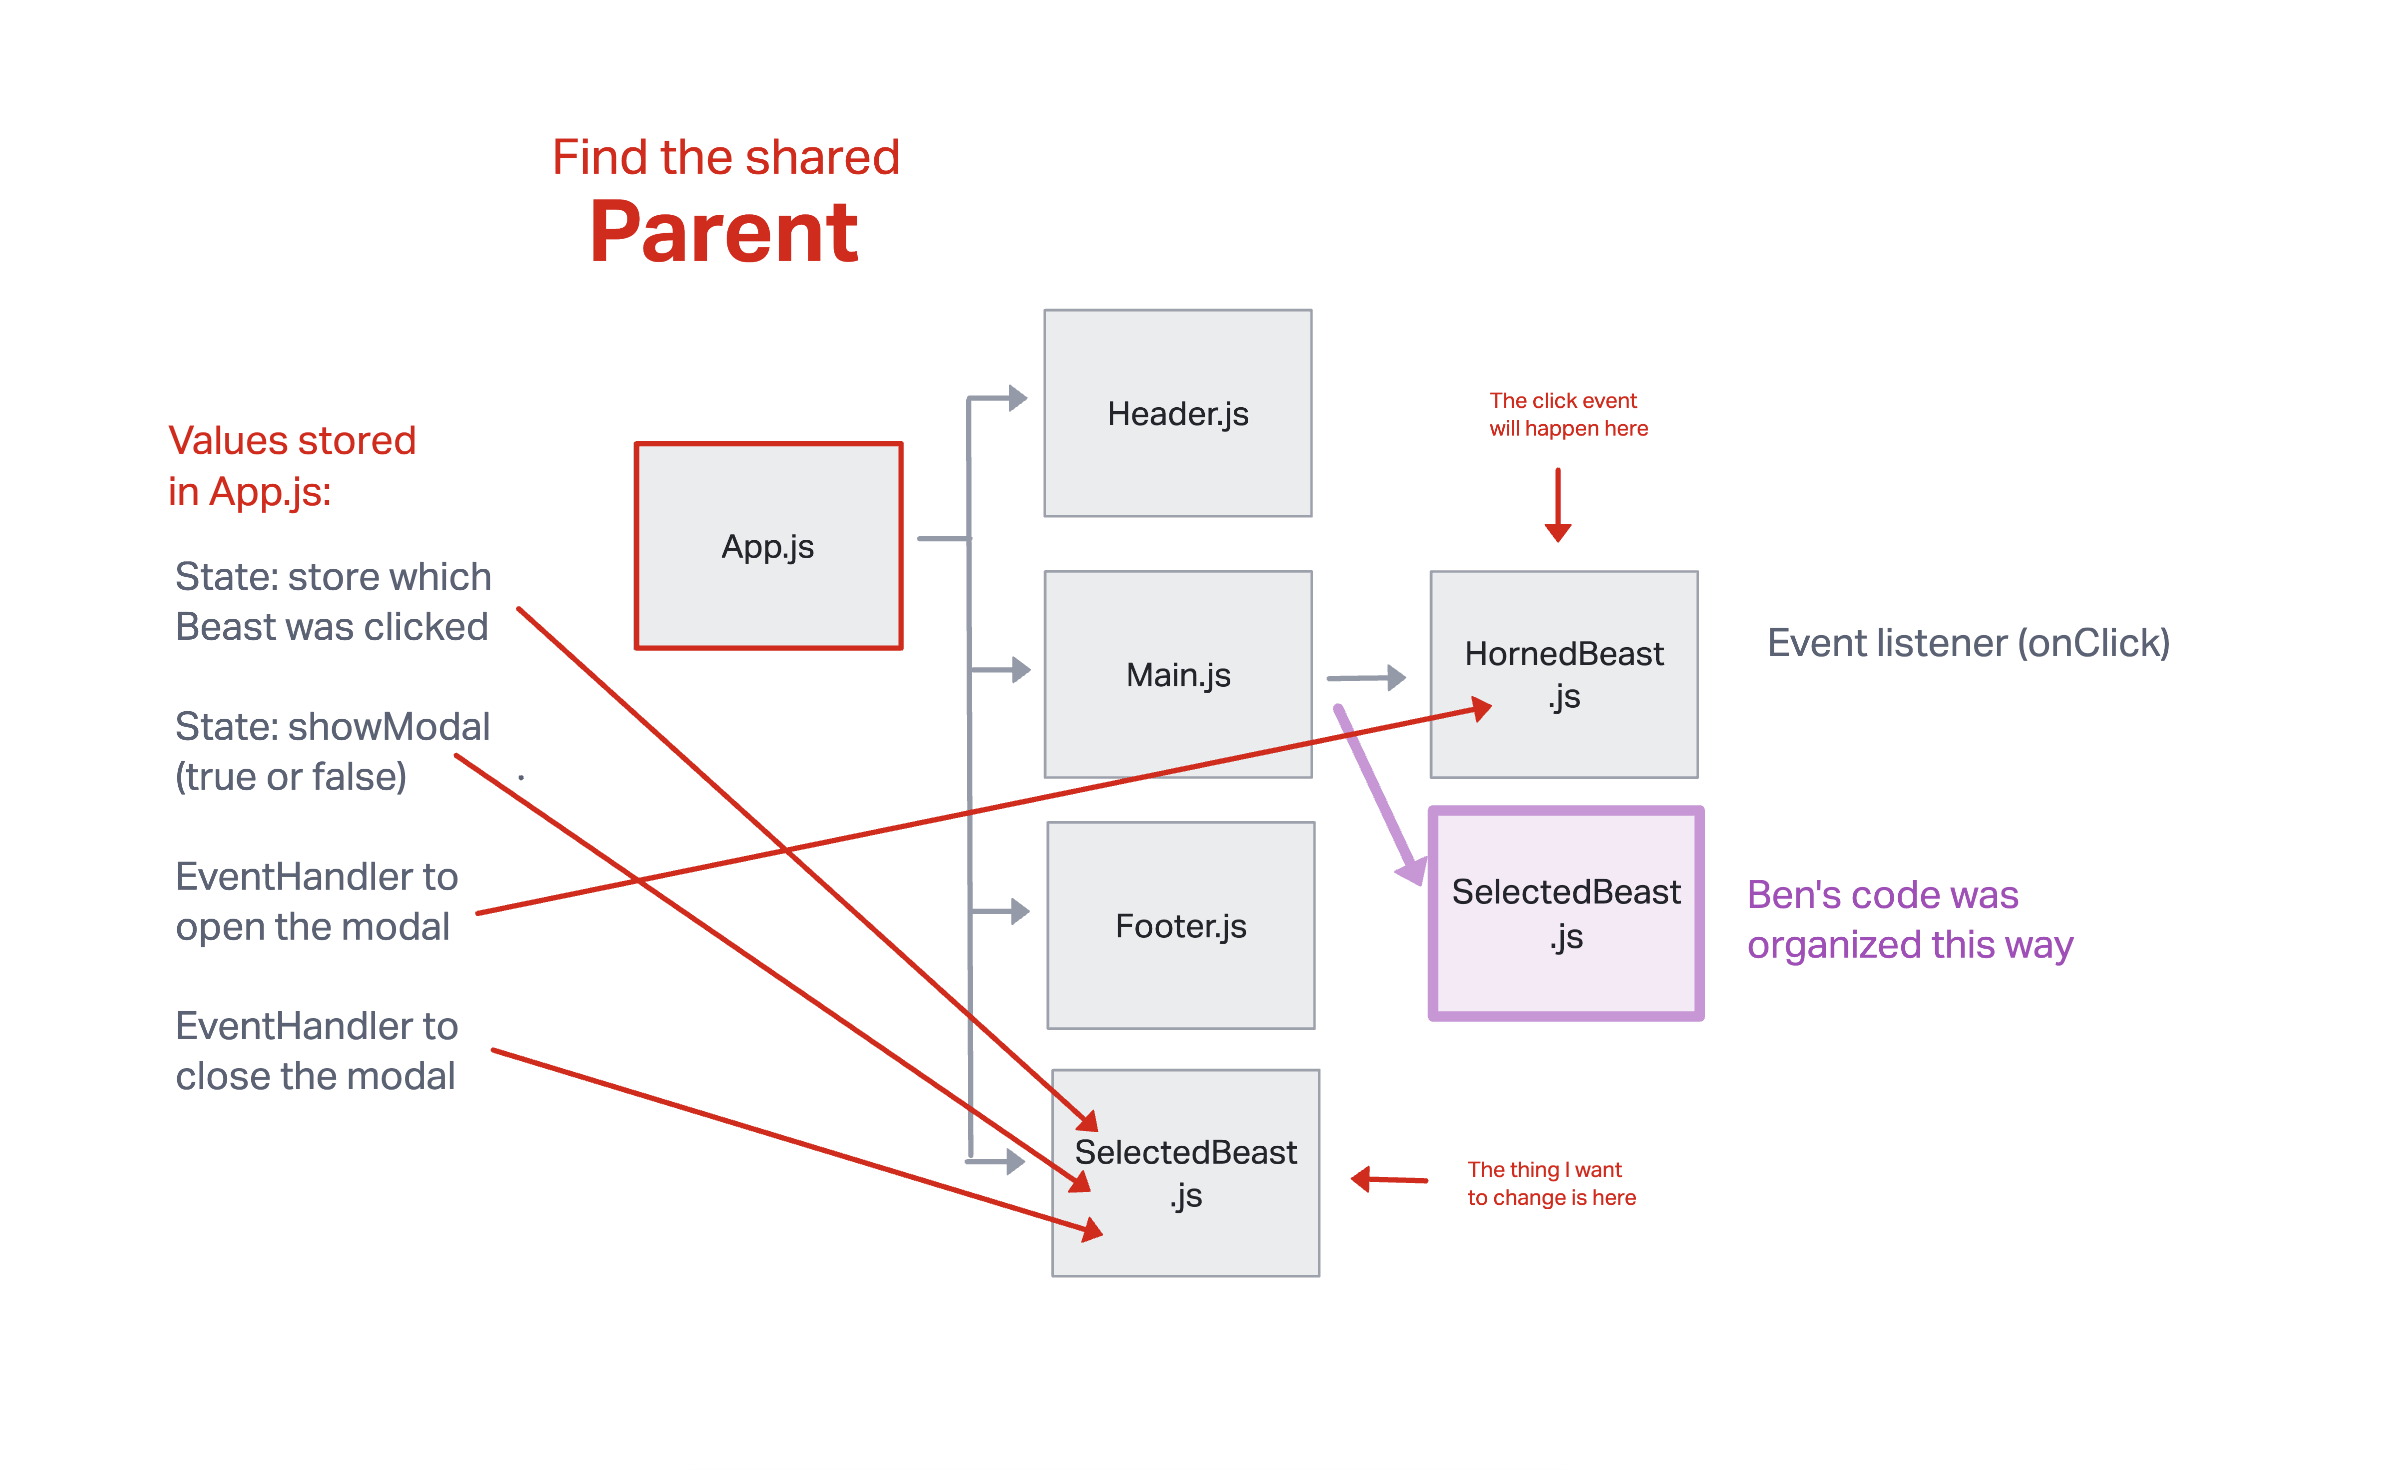 Find the shared
Parent
Values stored
in App.js:
State: store which
Beast was clicked
State: showModal
(true or false)
EventHandler to
open the modal
EventHandler to
close the modal
App.js
Header.js
Main.js
Footer.js
SelectedBeast
.js
The click event
will happen here
HornedBeast
.js
Event listener (onClick)
SelectedBeast
.js
Ben's code was
organized this way
The thing I want
to change is here